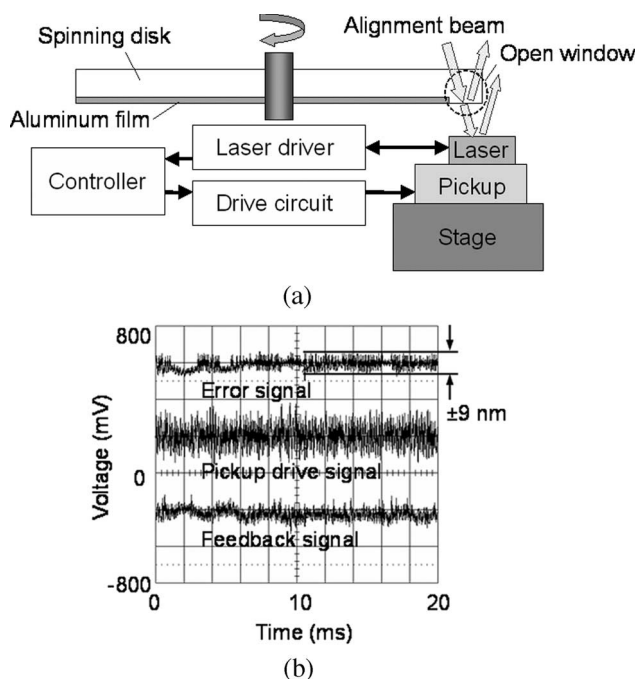 Alignment beam
Spinning disk
Open window
Aluminum film
Laser driver
Laser
Controller
Pickup
Drive circuit
Stage
(a)
800
Error signal
±9 nm
Voltage (mV)
Pickup drive signal
0
Feedback signal
-800
0
10
20
Time (ms)
(b)